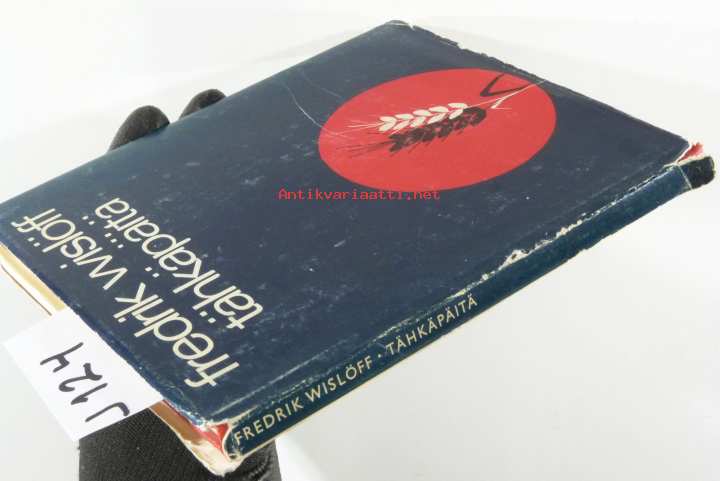 fredrik wislöff
tähkäpäitä
FREDRIK WISLÖFF · TÄHKÄPÄITÄ
J124
Antikvariaatti.net